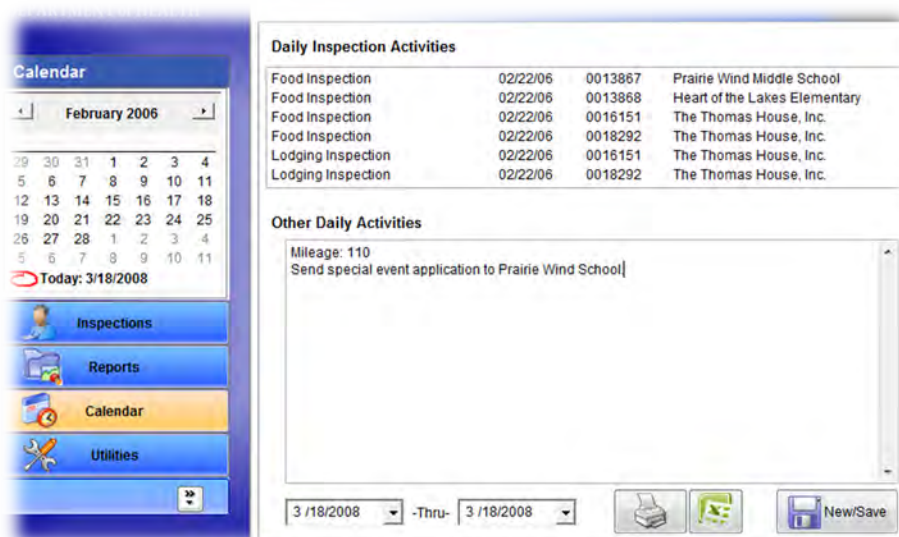 Calendar
February 2006
29 30 31 1 2 3 4
5 6 7 8 9 10 11
12 13 14 15 16 17 18
19 20 21 22 23 24 25
26 27 28 1 2 3 4
5 6 7 8 9 10 11
Today: 3/18/2008
Inspections
Reports
Calendar
Utilities
Daily Inspection Activities
Food Inspection 02/22/06 0013867 Prairie Wind Middle School
Food Inspection 02/22/06 0013868 Heart of the Lakes Elementary
Food Inspection 02/22/06 0016151 The Thomas House, Inc.
Food Inspection 02/22/06 0018292 The Thomas House, Inc.
Lodging Inspection 02/22/06 0016151 The Thomas House, Inc.
Lodging Inspection 02/22/06 0018292 The Thomas House, Inc.
Other Daily Activities
Mileage: 110
Send special event application to Prairie Wind School
3 /18/2008 -Thru- 3 /18/2008 New/Save